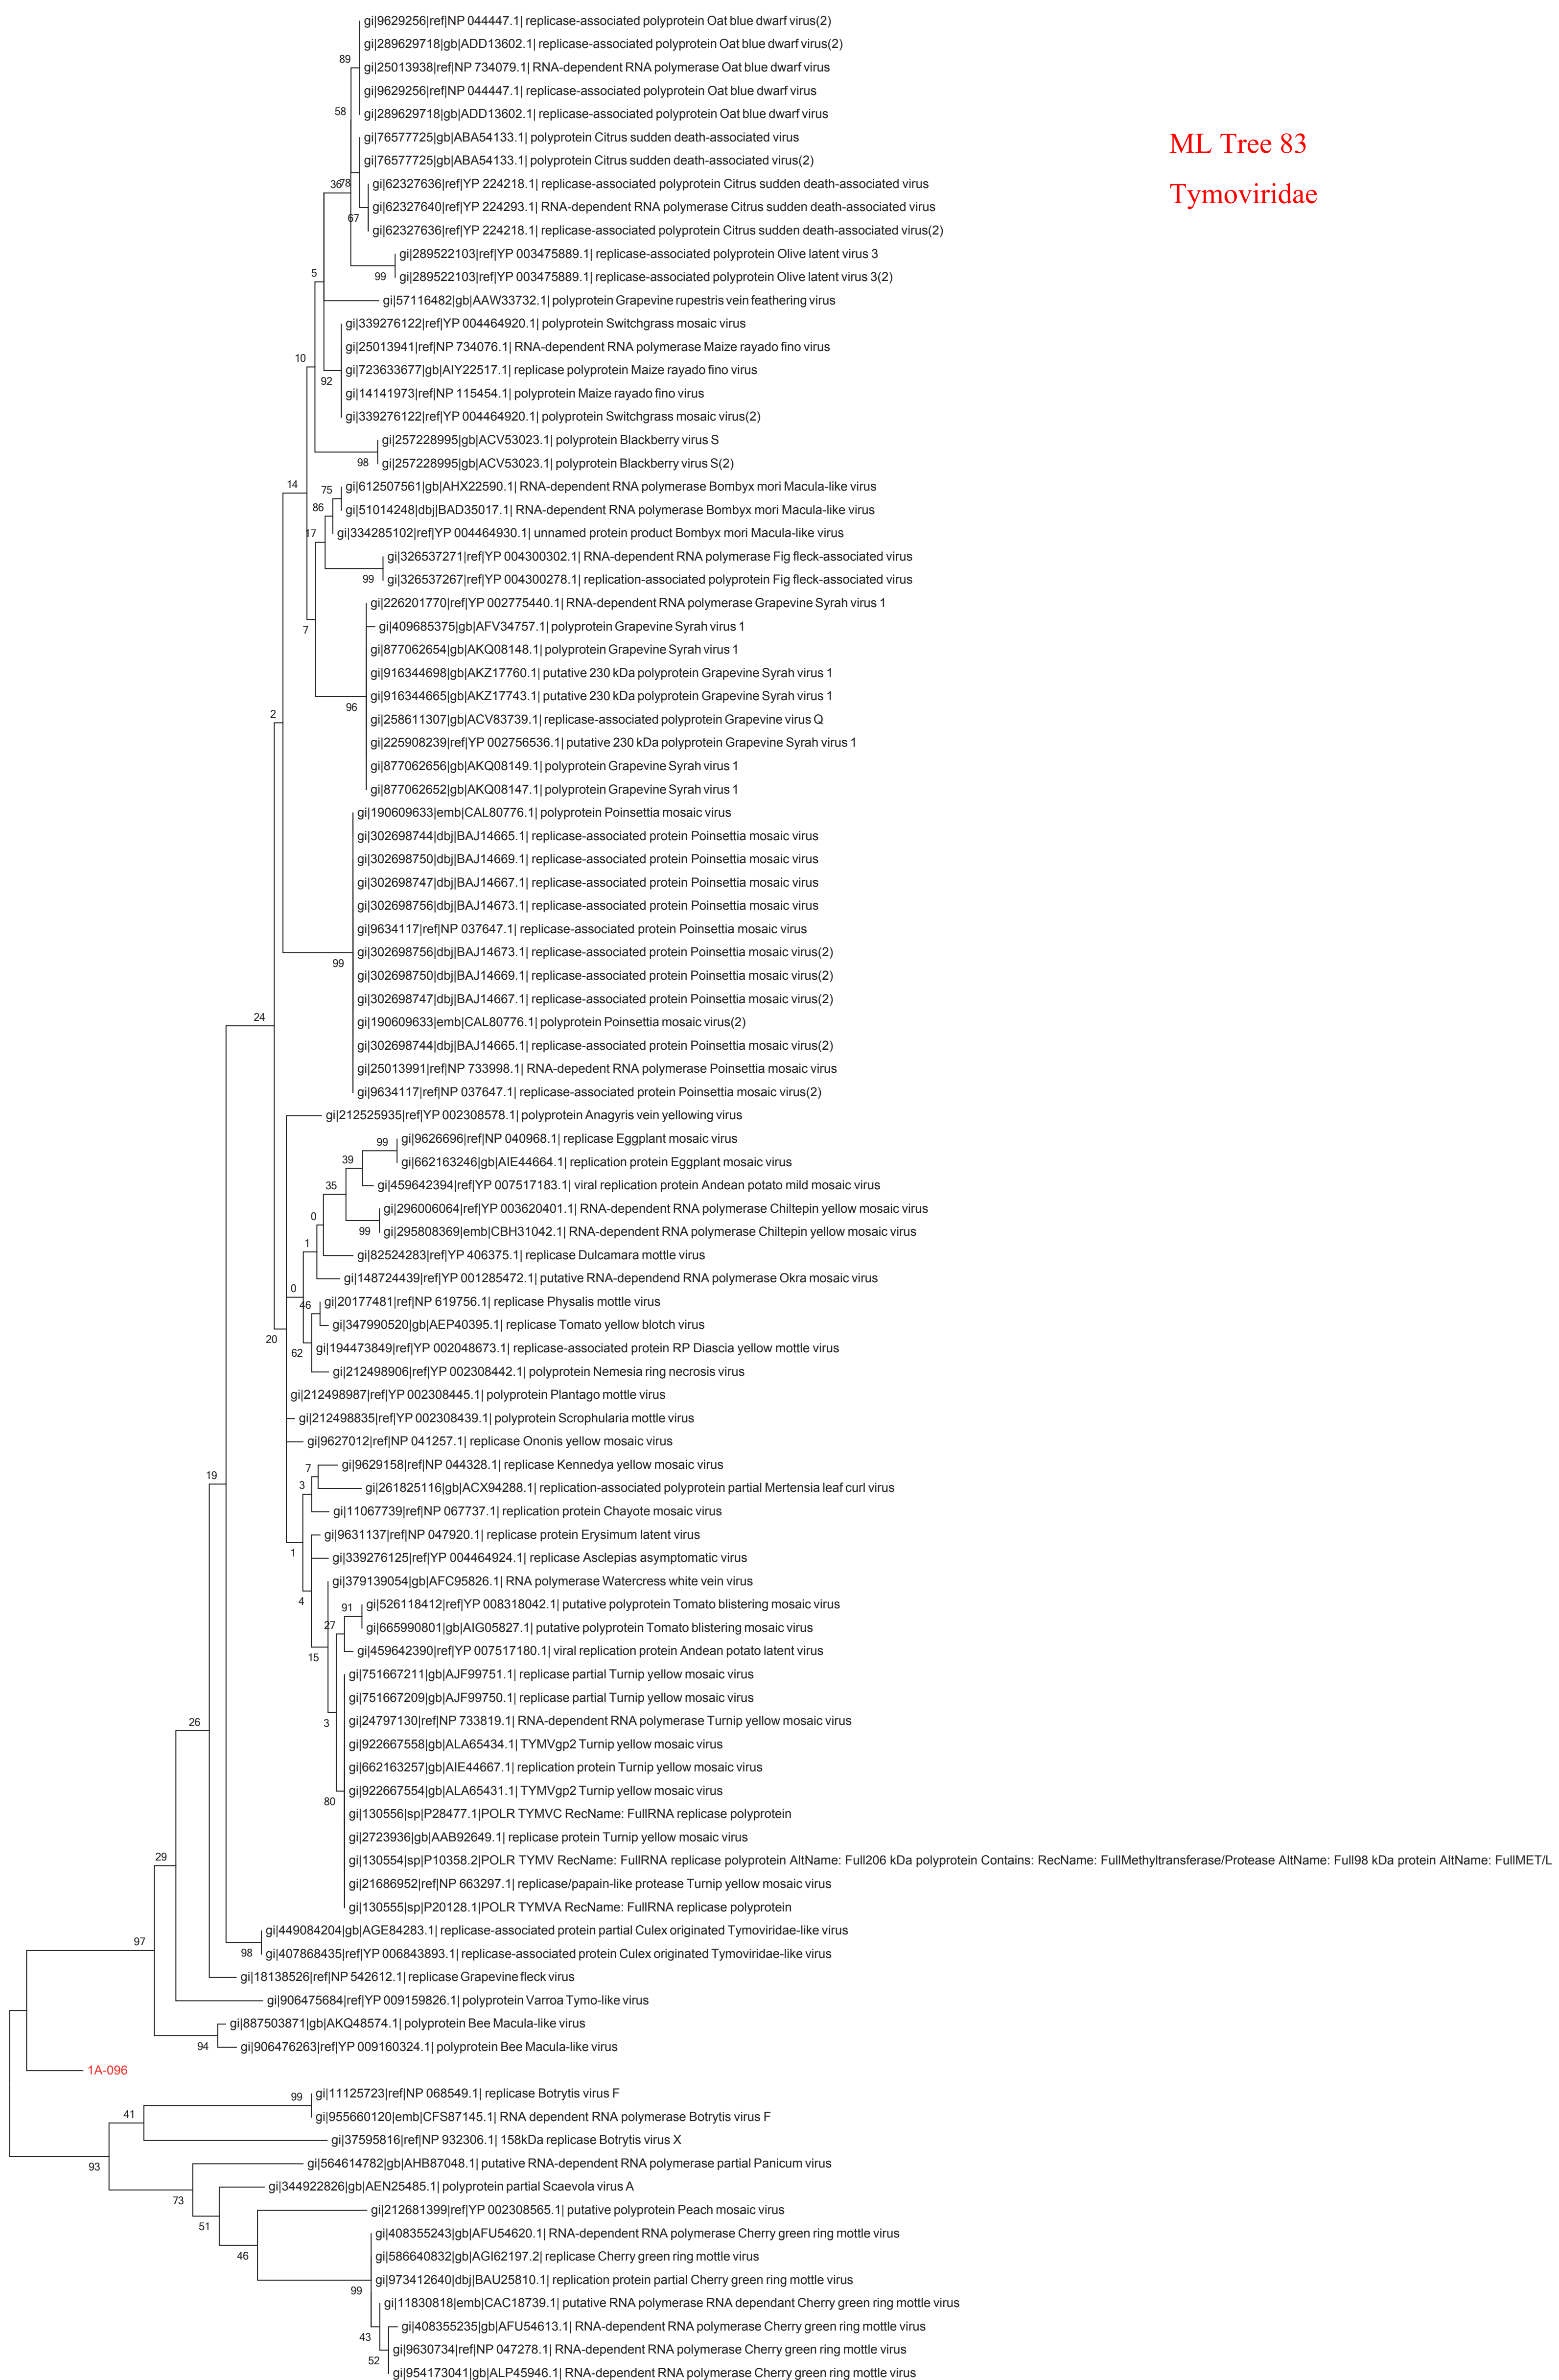 ML Tree 83
Tymoviridae
gi|9629256|ref|NP 044447.1| replicase-associated polyprotein Oat blue dwarf virus(2)
gi|289629718|gb|ADD13602.1| replicase-associated polyprotein Oat blue dwarf virus(2)
89
gi|25013938|ref|NP 734079.1| RNA-dependent RNA polymerase Oat blue dwarf virus
gi|9629256|ref|NP 044447.1| replicase-associated polyprotein Oat blue dwarf virus
58
gi|289629718|gb|ADD13602.1| replicase-associated polyprotein Oat blue dwarf virus
gi|76577725|gb|ABA54133.1| polyprotein Citrus sudden death-associated virus
gi|76577725|gb|ABA54133.1| polyprotein Citrus sudden death-associated virus(2)
36
78
gi|62327636|ref|YP 224218.1| replicase-associated polyprotein Citrus sudden death-associated virus
gi|62327640|ref|YP 224293.1| RNA-dependent RNA polymerase Citrus sudden death-associated virus
67
gi|62327636|ref|YP 224218.1| replicase-associated polyprotein Citrus sudden death-associated virus(2)
gi|289522103|ref|YP 003475889.1| replicase-associated polyprotein Olive latent virus 3
5
99
gi|289522103|ref|YP 003475889.1| replicase-associated polyprotein Olive latent virus 3(2)
gi|57116482|gb|AAW33732.1| polyprotein Grapevine rupestris vein feathering virus
gi|339276122|ref|YP 004464920.1| polyprotein Switchgrass mosaic virus
gi|25013941|ref|NP 734076.1| RNA-dependent RNA polymerase Maize rayado fino virus
10
gi|723633677|gb|AIY22517.1| replicase polyprotein Maize rayado fino virus
92
gi|14141973|ref|NP 115454.1| polyprotein Maize rayado fino virus
gi|339276122|ref|YP 004464920.1| polyprotein Switchgrass mosaic virus(2)
gi|257228995|gb|ACV53023.1| polyprotein Blackberry virus S
98
gi|257228995|gb|ACV53023.1| polyprotein Blackberry virus S(2)
14
75
gi|612507561|gb|AHX22590.1| RNA-dependent RNA polymerase Bombyx mori Macula-like virus
86
gi|51014248|dbj|BAD35017.1| RNA-dependent RNA polymerase Bombyx mori Macula-like virus
17
gi|334285102|ref|YP 004464930.1| unnamed protein product Bombyx mori Macula-like virus
gi|326537271|ref|YP 004300302.1| RNA-dependent RNA polymerase Fig fleck-associated virus
99
gi|326537267|ref|YP 004300278.1| replication-associated polyprotein Fig fleck-associated virus
gi|226201770|ref|YP 002775440.1| RNA-dependent RNA polymerase Grapevine Syrah virus 1
7
gi|409685375|gb|AFV34757.1| polyprotein Grapevine Syrah virus 1
gi|877062654|gb|AKQ08148.1| polyprotein Grapevine Syrah virus 1
gi|916344698|gb|AKZ17760.1| putative 230 kDa polyprotein Grapevine Syrah virus 1
gi|916344665|gb|AKZ17743.1| putative 230 kDa polyprotein Grapevine Syrah virus 1
96
2
gi|258611307|gb|ACV83739.1| replicase-associated polyprotein Grapevine virus Q
gi|225908239|ref|YP 002756536.1| putative 230 kDa polyprotein Grapevine Syrah virus 1
gi|877062656|gb|AKQ08149.1| polyprotein Grapevine Syrah virus 1
gi|877062652|gb|AKQ08147.1| polyprotein Grapevine Syrah virus 1
gi|190609633|emb|CAL80776.1| polyprotein Poinsettia mosaic virus
gi|302698744|dbj|BAJ14665.1| replicase-associated protein Poinsettia mosaic virus
gi|302698750|dbj|BAJ14669.1| replicase-associated protein Poinsettia mosaic virus
gi|302698747|dbj|BAJ14667.1| replicase-associated protein Poinsettia mosaic virus
gi|302698756|dbj|BAJ14673.1| replicase-associated protein Poinsettia mosaic virus
gi|9634117|ref|NP 037647.1| replicase-associated protein Poinsettia mosaic virus
gi|302698756|dbj|BAJ14673.1| replicase-associated protein Poinsettia mosaic virus(2)
99
gi|302698750|dbj|BAJ14669.1| replicase-associated protein Poinsettia mosaic virus(2)
gi|302698747|dbj|BAJ14667.1| replicase-associated protein Poinsettia mosaic virus(2)
24
gi|190609633|emb|CAL80776.1| polyprotein Poinsettia mosaic virus(2)
gi|302698744|dbj|BAJ14665.1| replicase-associated protein Poinsettia mosaic virus(2)
gi|25013991|ref|NP 733998.1| RNA-depedent RNA polymerase Poinsettia mosaic virus
gi|9634117|ref|NP 037647.1| replicase-associated protein Poinsettia mosaic virus(2)
gi|212525935|ref|YP 002308578.1| polyprotein Anagyris vein yellowing virus
99
gi|9626696|ref|NP 040968.1| replicase Eggplant mosaic virus
39
gi|662163246|gb|AIE44664.1| replication protein Eggplant mosaic virus
gi|459642394|ref|YP 007517183.1| viral replication protein Andean potato mild mosaic virus
35
gi|296006064|ref|YP 003620401.1| RNA-dependent RNA polymerase Chiltepin yellow mosaic virus
0
99
gi|295808369|emb|CBH31042.1| RNA-dependent RNA polymerase Chiltepin yellow mosaic virus
1
gi|82524283|ref|YP 406375.1| replicase Dulcamara mottle virus
gi|148724439|ref|YP 001285472.1| putative RNA-dependend RNA polymerase Okra mosaic virus
0
46
gi|20177481|ref|NP 619756.1| replicase Physalis mottle virus
gi|347990520|gb|AEP40395.1| replicase Tomato yellow blotch virus
20
62
gi|194473849|ref|YP 002048673.1| replicase-associated protein RP Diascia yellow mottle virus
gi|212498906|ref|YP 002308442.1| polyprotein Nemesia ring necrosis virus
gi|212498987|ref|YP 002308445.1| polyprotein Plantago mottle virus
gi|212498835|ref|YP 002308439.1| polyprotein Scrophularia mottle virus
gi|9627012|ref|NP 041257.1| replicase Ononis yellow mosaic virus
7
gi|9629158|ref|NP 044328.1| replicase Kennedya yellow mosaic virus
19
3
gi|261825116|gb|ACX94288.1| replication-associated polyprotein partial Mertensia leaf curl virus
gi|11067739|ref|NP 067737.1| replication protein Chayote mosaic virus
gi|9631137|ref|NP 047920.1| replicase protein Erysimum latent virus
1
gi|339276125|ref|YP 004464924.1| replicase Asclepias asymptomatic virus
gi|379139054|gb|AFC95826.1| RNA polymerase Watercress white vein virus
4
91
gi|526118412|ref|YP 008318042.1| putative polyprotein Tomato blistering mosaic virus
27
gi|665990801|gb|AIG05827.1| putative polyprotein Tomato blistering mosaic virus
15
gi|459642390|ref|YP 007517180.1| viral replication protein Andean potato latent virus
gi|751667211|gb|AJF99751.1| replicase partial Turnip yellow mosaic virus
gi|751667209|gb|AJF99750.1| replicase partial Turnip yellow mosaic virus
26
3
gi|24797130|ref|NP 733819.1| RNA-dependent RNA polymerase Turnip yellow mosaic virus
gi|922667558|gb|ALA65434.1| TYMVgp2 Turnip yellow mosaic virus
gi|662163257|gb|AIE44667.1| replication protein Turnip yellow mosaic virus
gi|922667554|gb|ALA65431.1| TYMVgp2 Turnip yellow mosaic virus
80
gi|130556|sp|P28477.1|POLR TYMVC RecName: FullRNA replicase polyprotein
gi|2723936|gb|AAB92649.1| replicase protein Turnip yellow mosaic virus
29
gi|130554|sp|P10358.2|POLR TYMV RecName: FullRNA replicase polyprotein AltName: Full206 kDa polyprotein Contains: RecName: FullMethyltransferase/Protease AltName: Full98 kDa protein AltName: FullMET/L
gi|21686952|ref|NP 663297.1| replicase/papain-like protease Turnip yellow mosaic virus
gi|130555|sp|P20128.1|POLR TYMVA RecName: FullRNA replicase polyprotein
gi|449084204|gb|AGE84283.1| replicase-associated protein partial Culex originated Tymoviridae-like virus
97
98
gi|407868435|ref|YP 006843893.1| replicase-associated protein Culex originated Tymoviridae-like virus
gi|18138526|ref|NP 542612.1| replicase Grapevine fleck virus
gi|906475684|ref|YP 009159826.1| polyprotein Varroa Tymo-like virus
gi|887503871|gb|AKQ48574.1| polyprotein Bee Macula-like virus
94
gi|906476263|ref|YP 009160324.1| polyprotein Bee Macula-like virus
1A-096
99
gi|11125723|ref|NP 068549.1| replicase Botrytis virus F
41
gi|955660120|emb|CFS87145.1| RNA dependent RNA polymerase Botrytis virus F
gi|37595816|ref|NP 932306.1| 158kDa replicase Botrytis virus X
93
gi|564614782|gb|AHB87048.1| putative RNA-dependent RNA polymerase partial Panicum virus
gi|344922826|gb|AEN25485.1| polyprotein partial Scaevola virus A
73
gi|212681399|ref|YP 002308565.1| putative polyprotein Peach mosaic virus
51
gi|408355243|gb|AFU54620.1| RNA-dependent RNA polymerase Cherry green ring mottle virus
46
gi|586640832|gb|AGI62197.2| replicase Cherry green ring mottle virus
gi|973412640|dbj|BAU25810.1| replication protein partial Cherry green ring mottle virus
99
gi|11830818|emb|CAC18739.1| putative RNA polymerase RNA dependant Cherry green ring mottle virus
gi|408355235|gb|AFU54613.1| RNA-dependent RNA polymerase Cherry green ring mottle virus
43
gi|9630734|ref|NP 047278.1| RNA-dependent RNA polymerase Cherry green ring mottle virus
52
gi|954173041|gb|ALP45946.1| RNA-dependent RNA polymerase Cherry green ring mottle virus